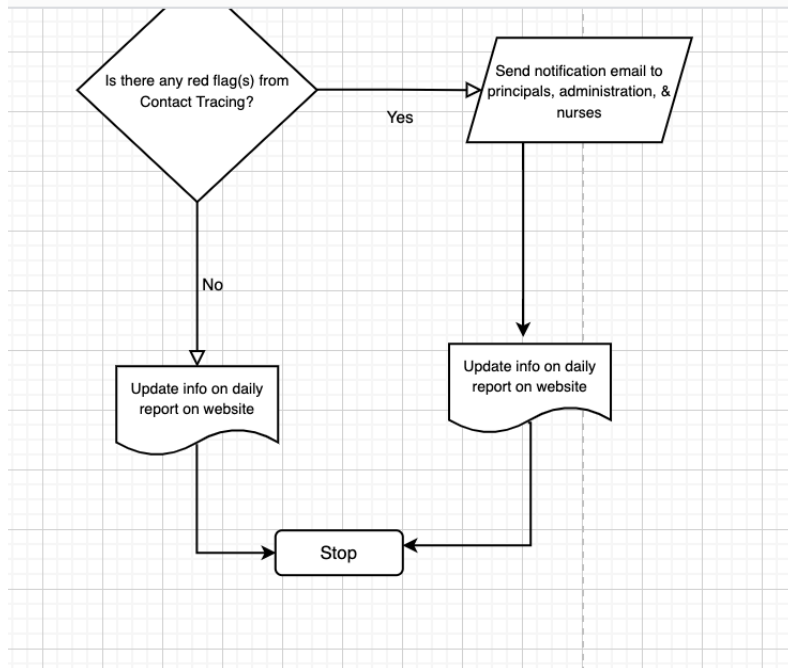 Is there any red flag(s) from
Contact Tracing?
Yes
Send notification email to
principals, administration, &
nurses
No
Update info on daily
report on website
Update info on daily
report on website
Stop